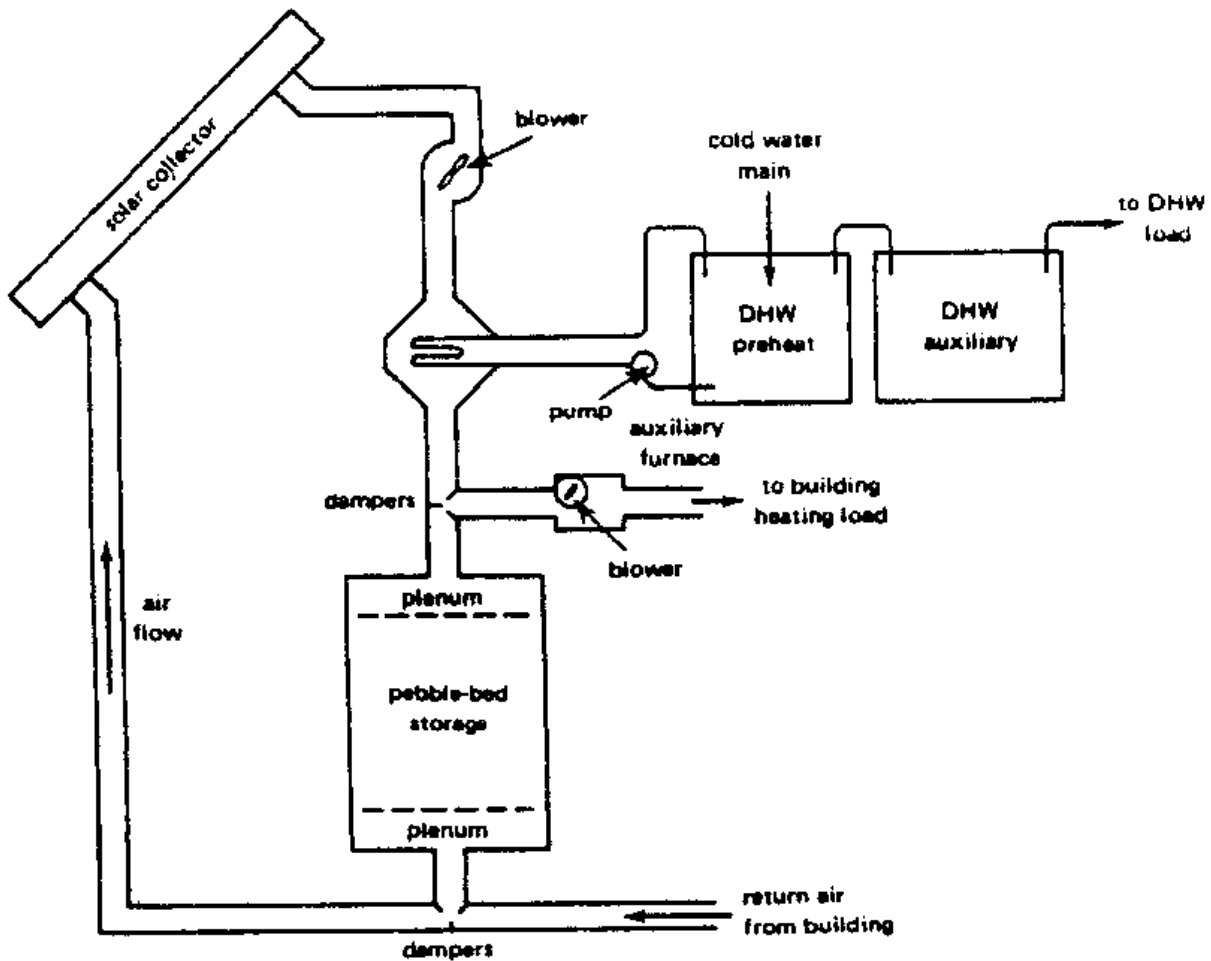 solar collector
blower
cold water
main
to DHW
load
DHW
preheat
DHW
auxiliary
pump
auxiliary
furnace
dampers
to building
heating load
blower
plenum
air
flow
pebble-bed
storage
plenum
return air
from building
dampers